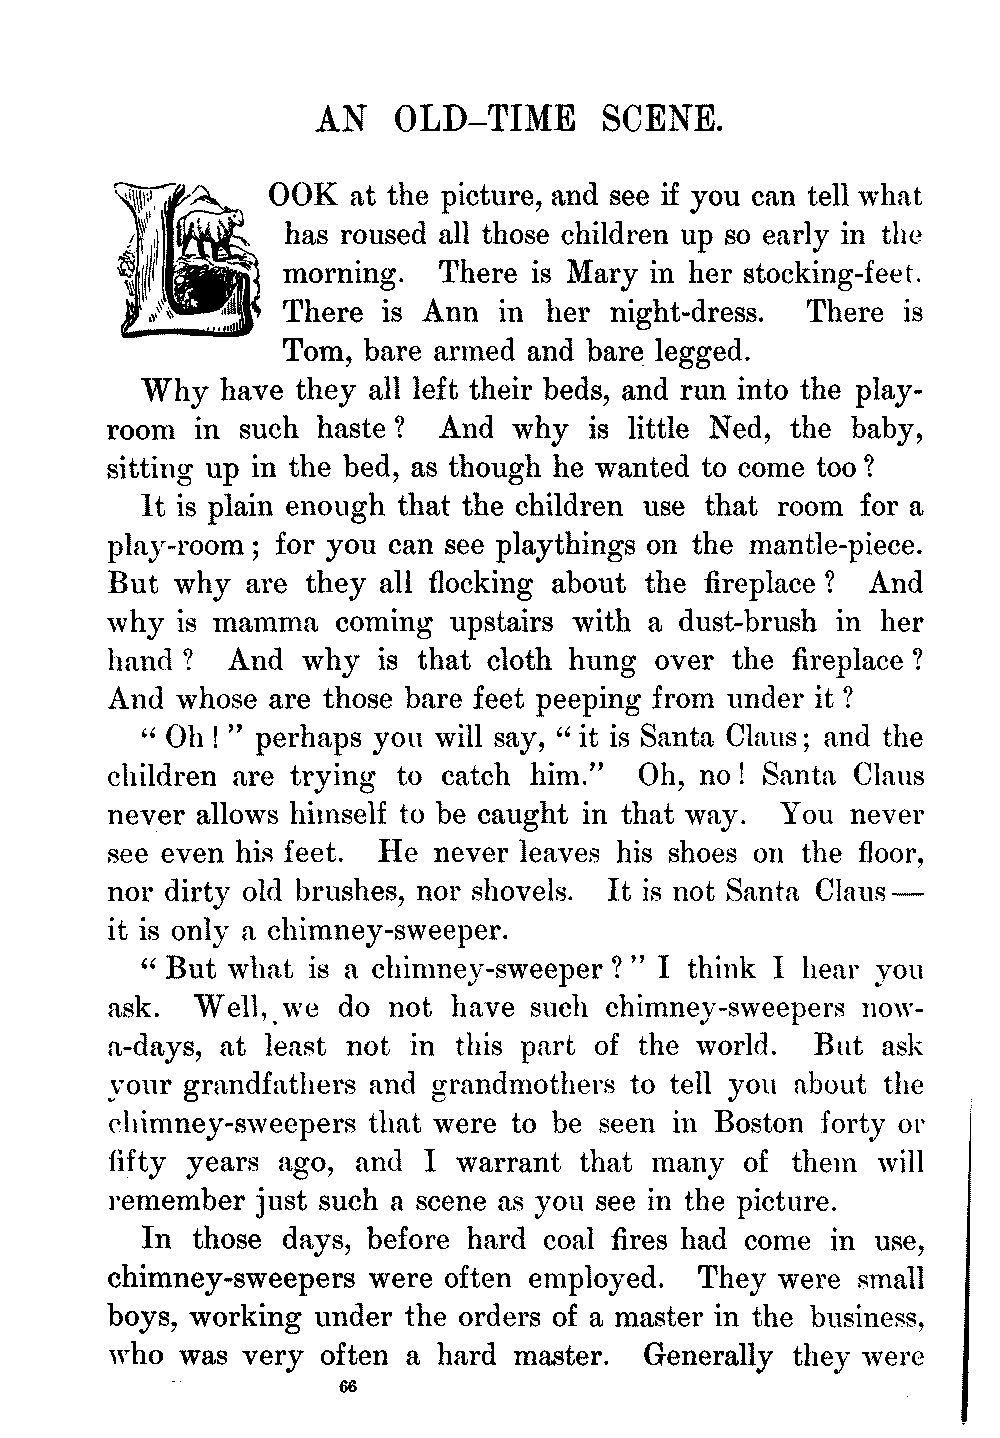 AN OLD-TIME SCENE.
LOOK at the picture, and see if you can tell what
has roused all those children up so early in the
morning. There is Mary in her stocking-feet.
There is Ann in her night-dress. There is
Tom, bare armed and bare legged.
Why have they all left their beds, and run into the play-
room in such haste? And why is little Ned, the baby,
sitting up in the bed, as though he wanted to come too?
It is plain enough that the children use that room for a
play-room; for you can see playthings on the mantle-piece.
But why are they all flocking about the fireplace? And
why is mamma coming upstairs with a dust-brush in her
hand? And why is that cloth hung over the fireplace?
And whose are those bare feet peeping from under it?
"Oh!" perhaps you will say, "it is Santa Claus; and the
children are trying to catch him." Oh, no! Santa Claus
never allows himself to be caught in that way. You never
see even his feet. He never leaves his shoes on the floor,
nor dirty old brushes, nor shovels. It is not Santa Claus—
it is only a chimney-sweeper.
"But what is a chimney-sweeper?" I think I hear you
ask. Well, we do not have such chimney-sweepers now-
a-days, at least not in this part of the world. But ask
your grandfathers and grandmothers to tell you about the
chimney-sweepers that were to be seen in Boston forty or
fifty years ago, and I warrant that many of them will
remember just such a scene as you see in the picture.
In those days, before hard coal fires had come in use,
chimney-sweepers were often employed. They were small
boys, working under the orders of a master in the business,
who was very often a hard master. Generally they were
66